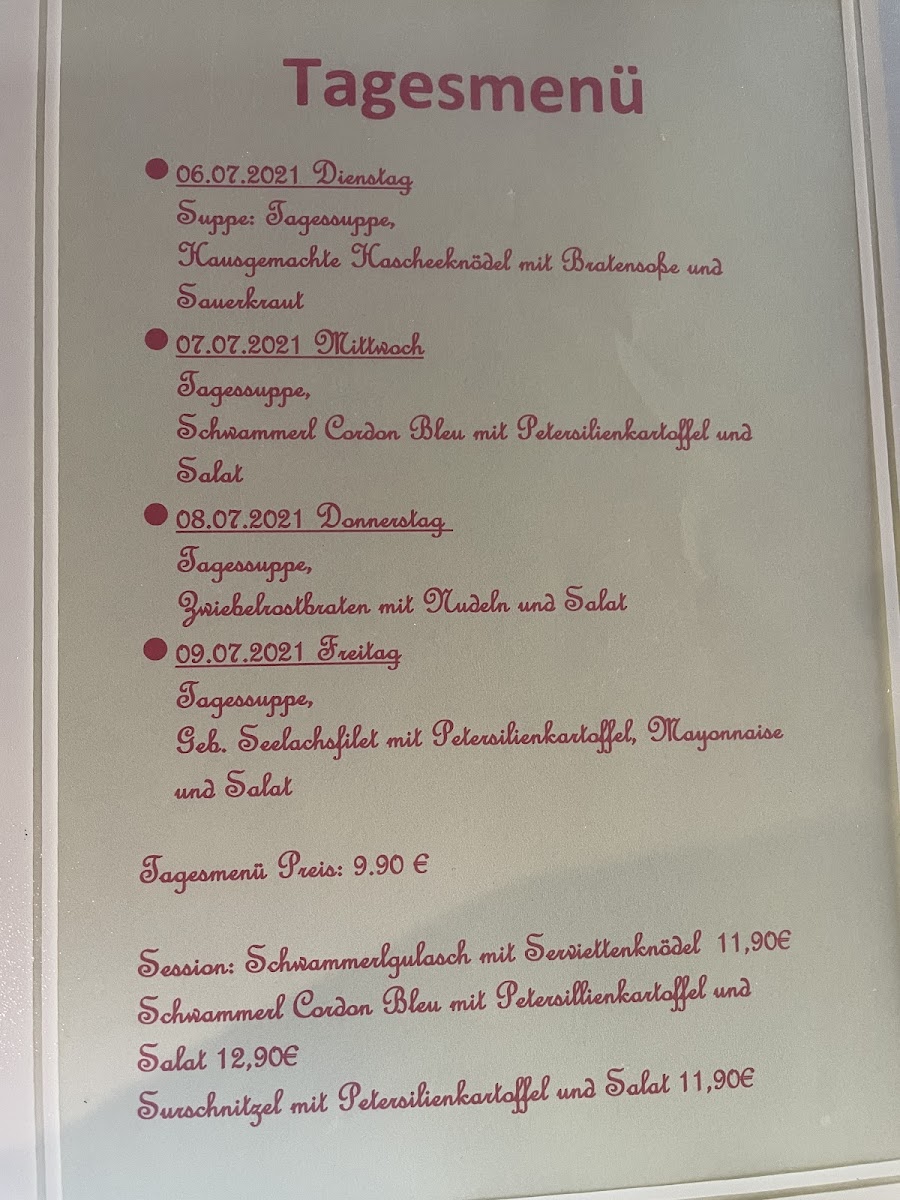 Tagesmenü
● 06.07.2021 Dienstag
Suppe: Tagessuppe,
Hausgemachte Hascheeknödel mit Bratensoße und
Sauerkraut
● 07.07.2021 Mittwoch
Tagessuppe,
Schwammerl Cordon Bleu mit Petersilienkartoffel und
Salat
● 08.07.2021 Donnerstag
Tagessuppe,
Zwiebelrostbraten mit Nudeln und Salat
● 09.07.2021 Freitag
Tagessuppe,
Geb. Seelachsfilet mit Petersilienkartoffel, Mayonnaise
und Salat
Tagesmenü Preis: 9.90 €
Session: Schwammerlgulasch mit Serviettenknödel 11,90€
Schwammerl Cordon Bleu mit Petersillienkartoffel und
Salat 12,90€
Surschnitzel mit Petersilienkartoffel und Salat 11,90€